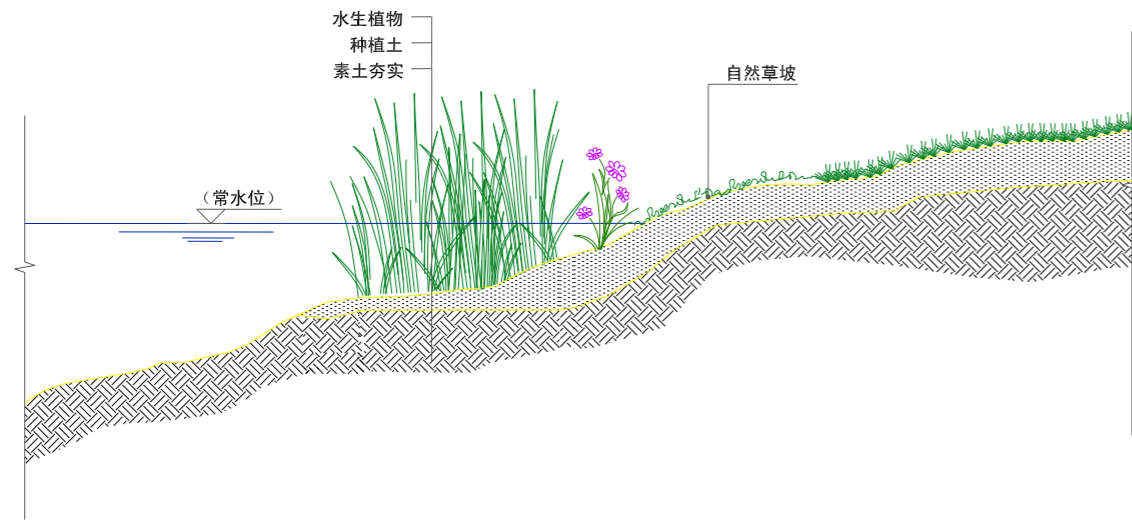 水生植物
种植土
素土夯实
自然草坡
（常水位）